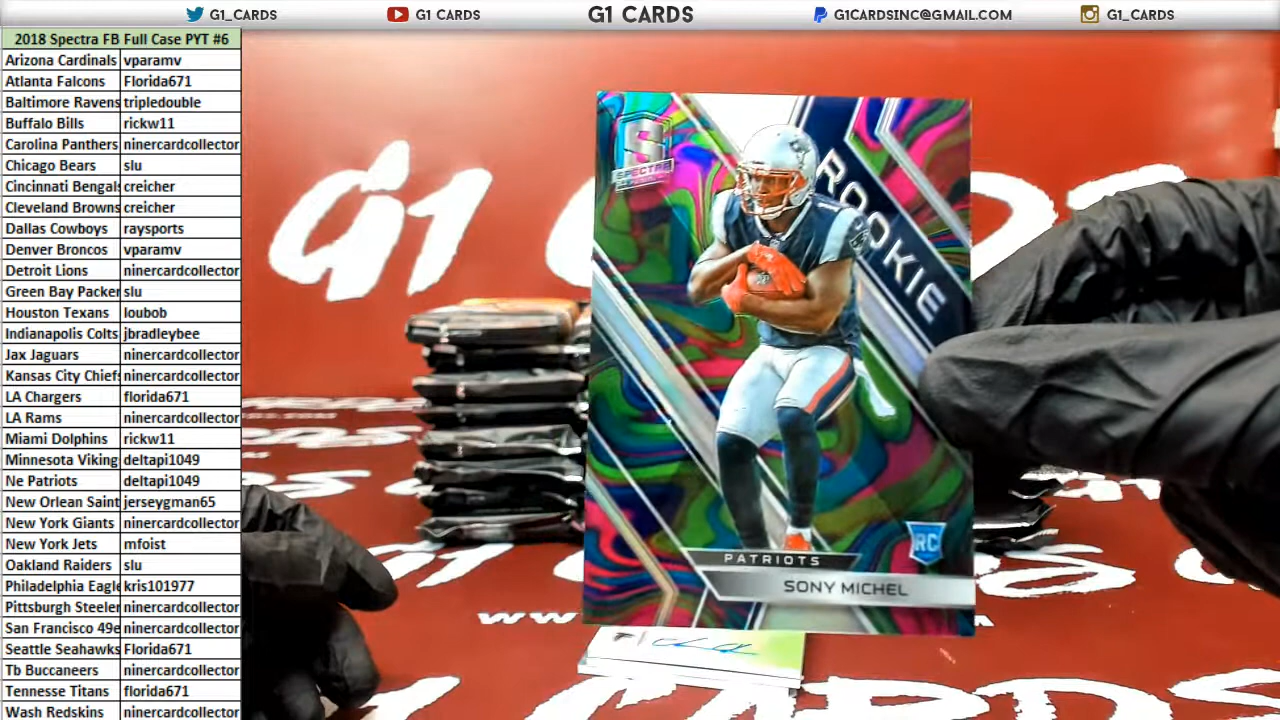 G1_CARDS G1 CARDS G1 CARDS G1CARDSINC@GMAIL.COM G1_CARDS
2018 Spectra FB Full Case PYT #6
Arizona Cardinals vparamv
Atlanta Falcons Florida671
Baltimore Ravens tripledouble
Buffalo Bills rickw11
Carolina Panthers ninercardcollector
Chicago Bears slu
Cincinnati Bengals creicher
Cleveland Browns creicher
Dallas Cowboys raysports
Denver Broncos vparamv
Detroit Lions ninercardcollector
Green Bay Packer slu
Houston Texans loubob
Indianapolis Colts jbradleybee
Jax Jaguars ninercardcollector
Kansas City Chiefs ninercardcollector
LA Chargers florida671
LA Rams ninercardcollector
Miami Dolphins rickw11
Minnesota Viking deltapi1049
Ne Patriots deltapi1049
New Orlean Saint jerseygman65
New York Giants ninercardcollector
New York Jets mfoist
Oakland Raiders slu
Philadelphia Eagle kris101977
Pittsburgh Steeler ninercardcollector
San Francisco 49e ninercardcollector
Seattle Seahawks Florida671
Tb Buccaneers ninercardcollector
Tennesse Titans florida671
Wash Redskins ninercardcollector
G1
S
SPECTRA
ROOKIE
RC
PATRIOTS
SONY MICHEL
ww
CARDS